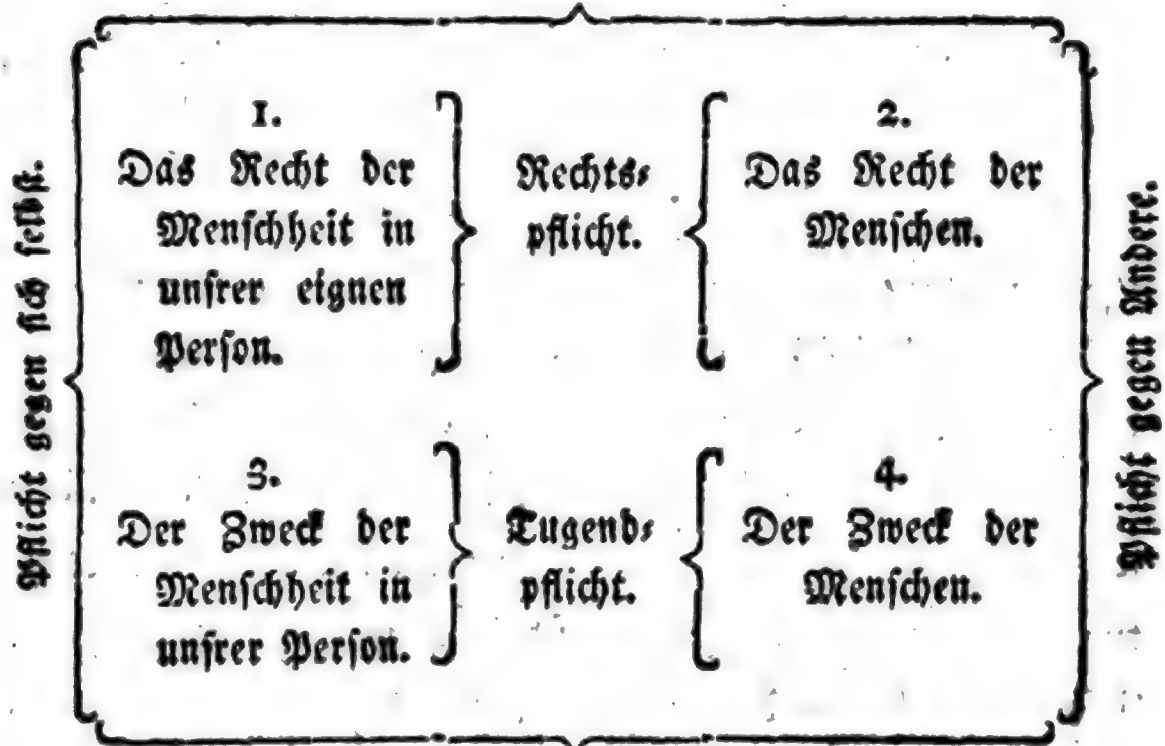 Pflicht gegen sich selbst.
1.
Das Recht der
Menschheit in
unsrer eignen
Person.
Rechts-
pflicht.
2.
Das Recht der
Menschen.
3.
Der Zweck der
Menschheit in
unsrer Person.
Tugend-
pflicht.
4.
Der Zweck der
Menschen.
Pflicht gegen Andere.